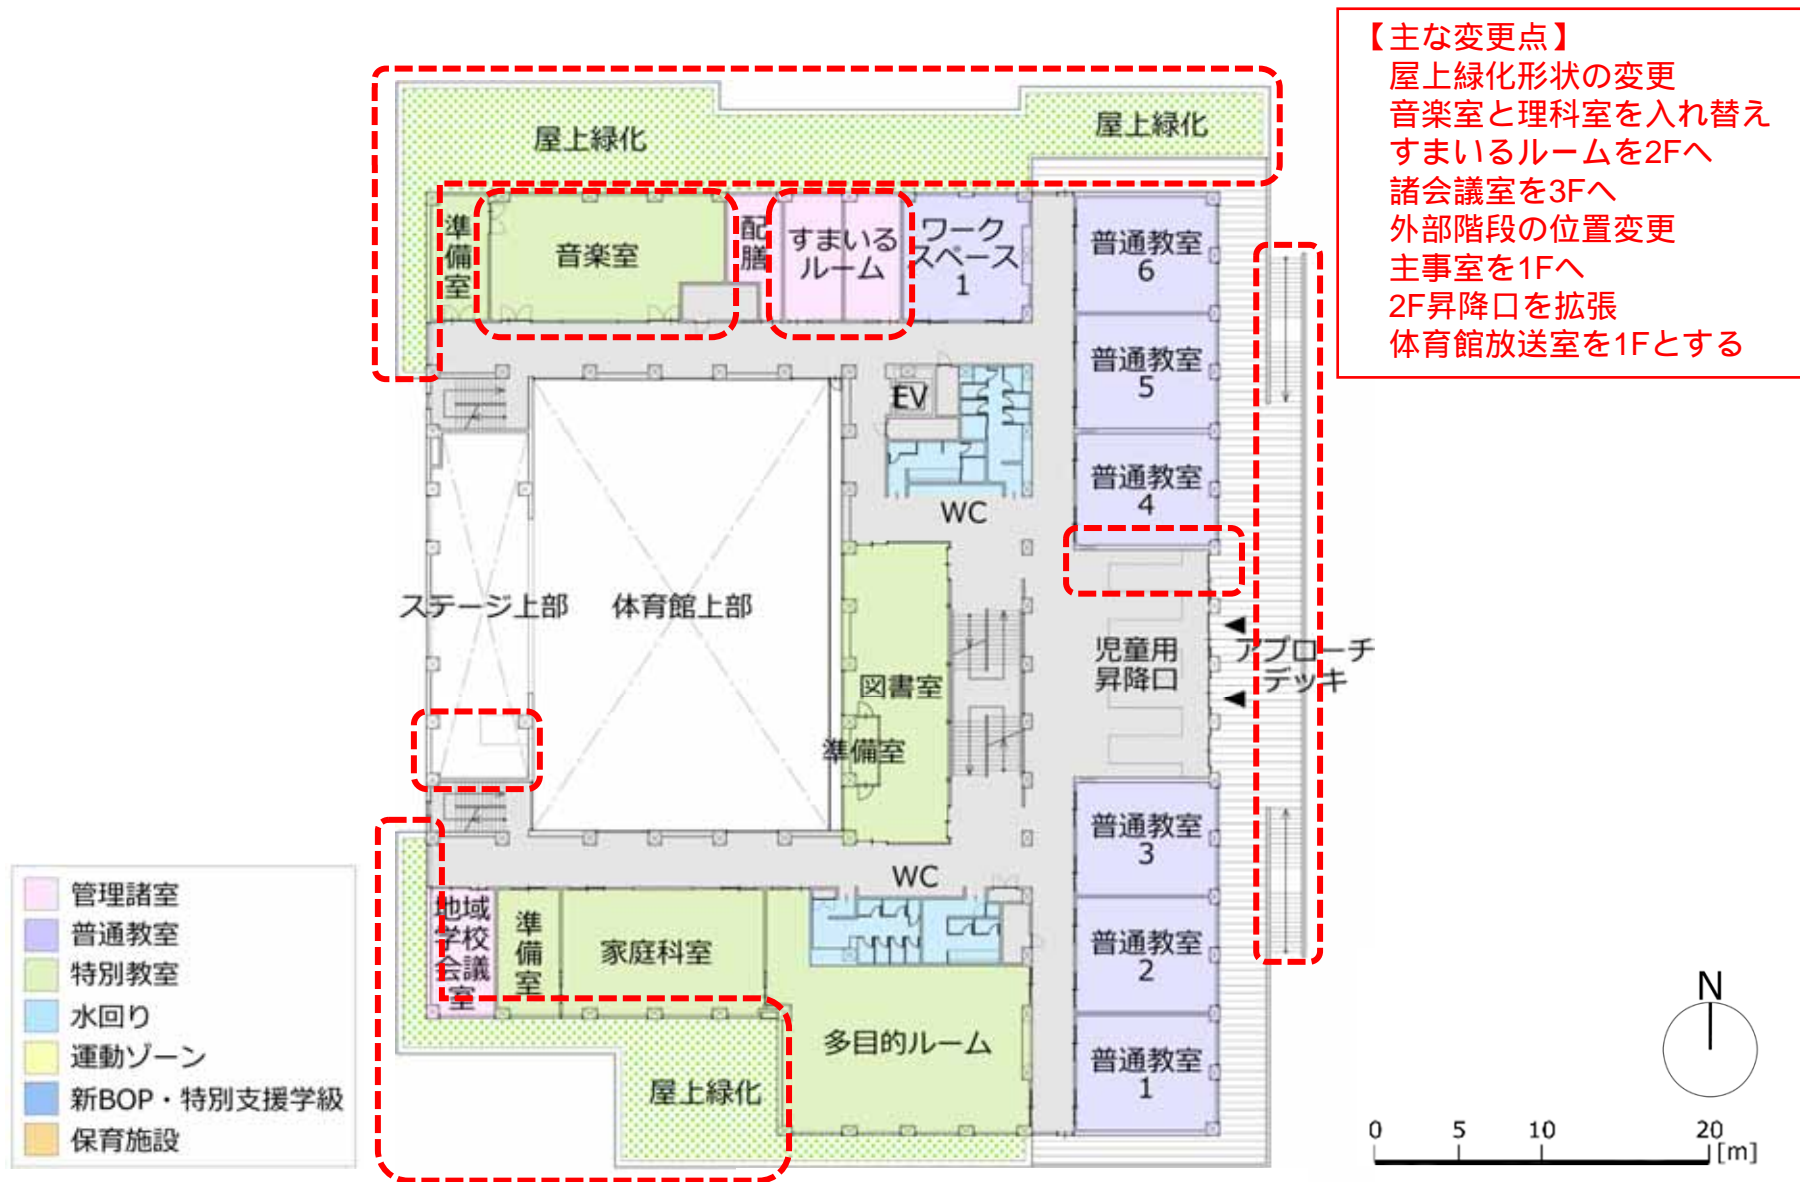 【主な変更点】
屋上緑化形状の変更
音楽室と理科室を入れ替え
すまいるルームを2Fへ
諸会議室を3Fへ
外部階段の位置変更
主事室を1Fへ
2F昇降口を拡張
体育館放送室を1Fとする
屋上緑化
屋上緑化
準備室
音楽室
配膳
すまいる
ルーム
ワーク
スペース
1
普通教室
6
普通教室
5
EV
普通教室
4
WC
ステージ上部
体育館上部
児童用
昇降口
アプローチ
デッキ
図書室
準備室
普通教室
3
WC
地域
学校
会議
室
準備室
家庭科室
普通教室
2
多目的ルーム
普通教室
1
屋上緑化
管理諸室
普通教室
特別教室
水回り
運動ゾーン
新BOP・特別支援学級
保育施設
N
0 5 10 20
[m]